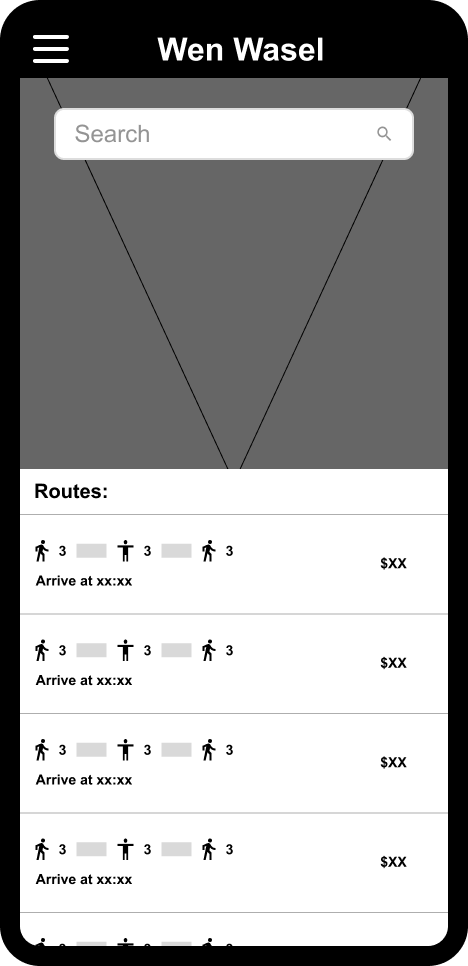 Wen Wasel
Search
Routes:
3 3 3
Arrive at xx:xx
$XX
3 3 3
Arrive at xx:xx
$XX
3 3 3
Arrive at xx:xx
$XX
3 3 3
Arrive at xx:xx
$XX